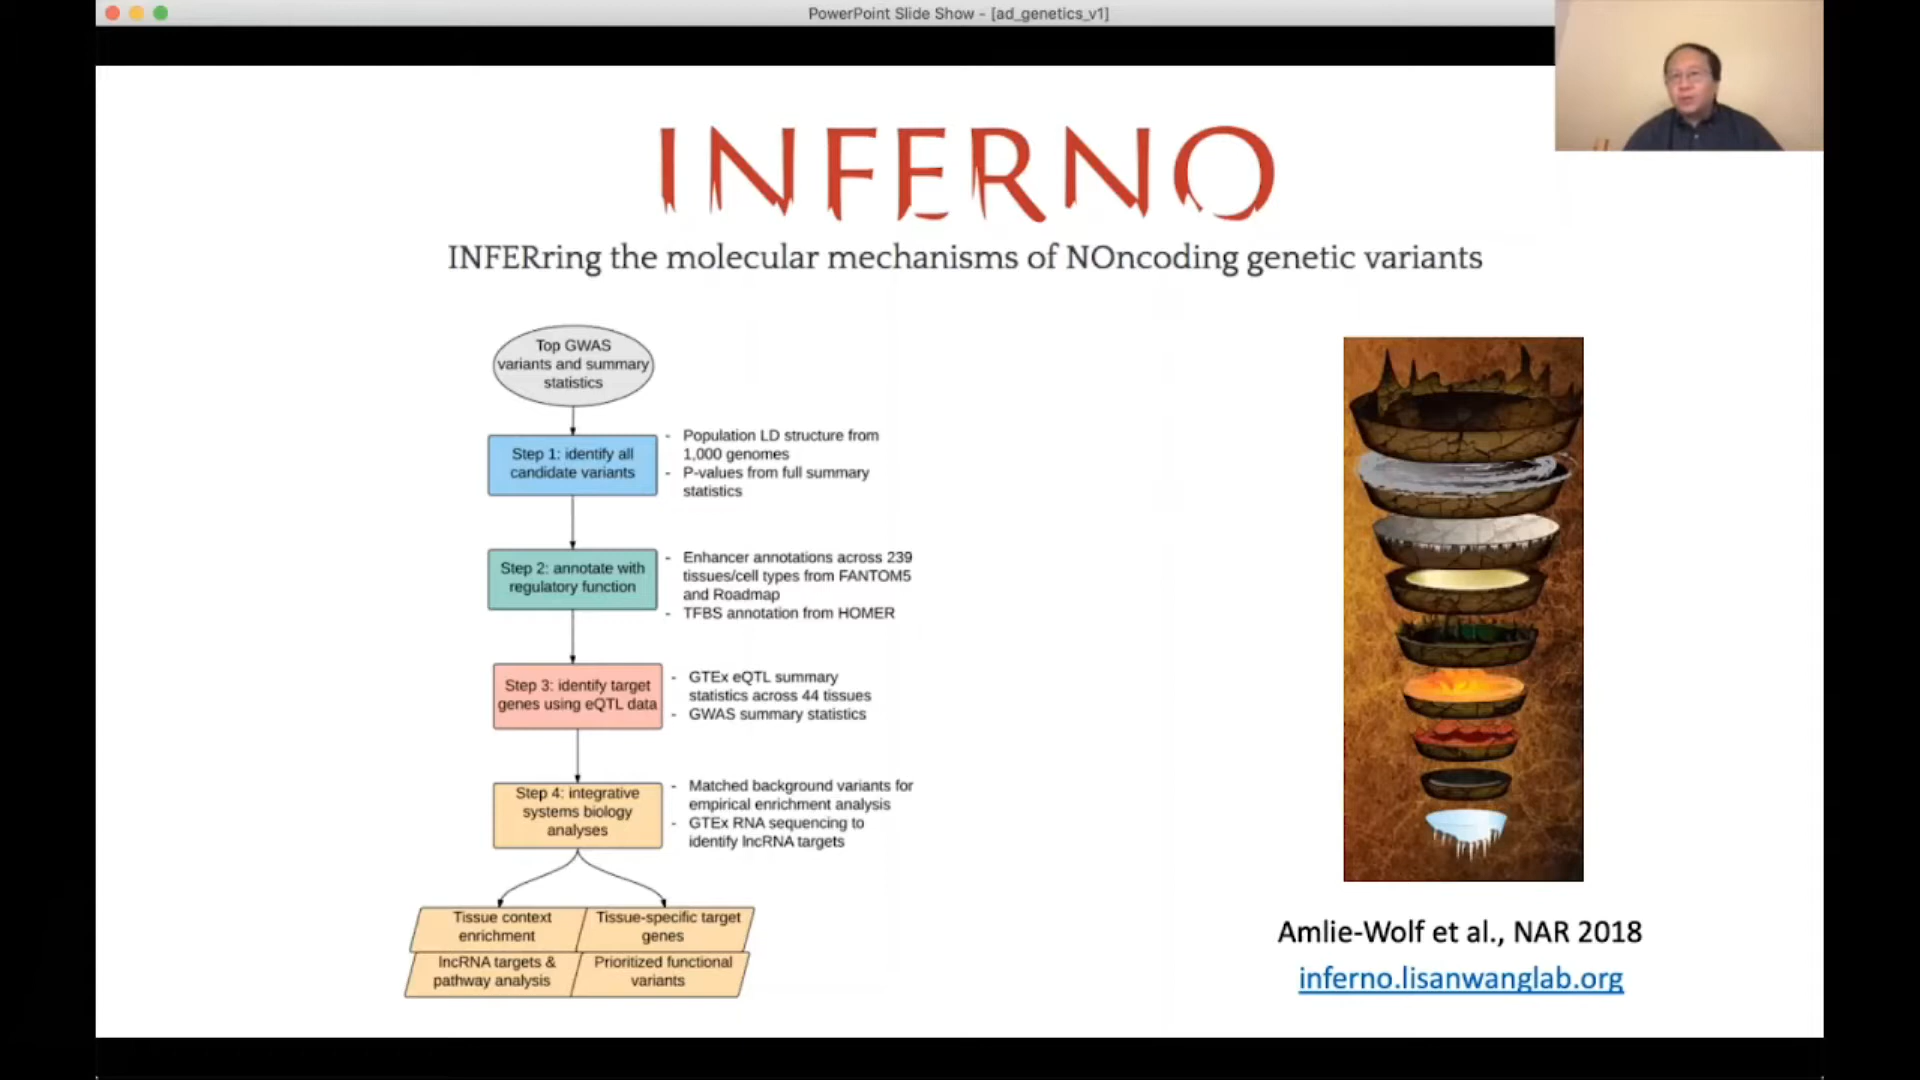 PowerPoint Slide Show - [ad_genetics_v1]
INFERNO
INFERring the molecular mechanisms of NOncoding genetic variants
Top GWAS
variants and summary
statistics
Step 1: identify all
candidate variants
- Population LD structure from
1,000 genomes
- P-values from full summary
statistics
Step 2: annotate with
regulatory function
- Enhancer annotations across 239
tissues/cell types from FANTOM5
and Roadmap
- TFBS annotation from HOMER
Step 3: identify target
genes using eQTL data
- GTEx eQTL summary
statistics across 44 tissues
- GWAS summary statistics
Step 4: integrative
systems biology
analyses
- Matched background variants for
empirical enrichment analysis
- GTEx RNA sequencing to
identify lncRNA targets
Tissue context
enrichment
Tissue-specific target
genes
lncRNA targets &
pathway analysis
Prioritized functional
variants
Amlie-Wolf et al., NAR 2018
inferno.lisanwanglab.org